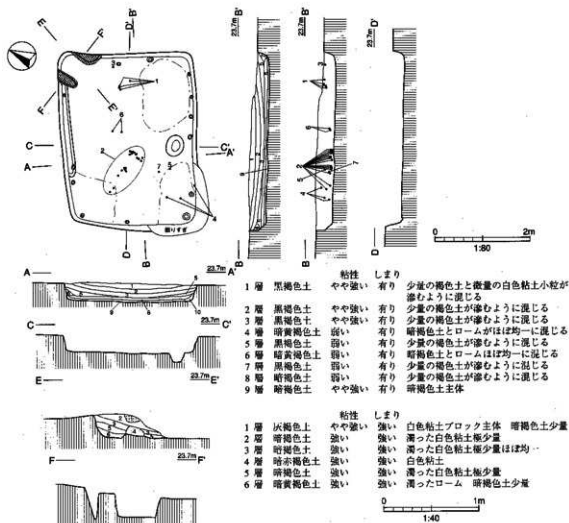 B'
B'
D'
23.7m
23.7m
23.7m
D'
E
F'
F
E'
1
6
2
3
7
5
4
C
C'
A
A'
掘りすぎ
D
B
B
B
D
0 2m
1:80
A
23.7m
A'
C
23.7m
C'
E
23.7m
E'
F
23.7m
F'
粘性 しまり
1 層 黒褐色土 やや強い 有り 少量の褐色土と微量の白色粘土小粒が
滲むように混じる
2 層 黒褐色土 やや強い 有り 少量の褐色土が滲むように混じる
3 層 黒褐色土 やや強い 有り 少量の褐色土が滲むように混じる
4 層 暗黄褐色土 弱い 有り 暗褐色土とロームがほぼ均一に混じる
5 層 黒褐色土 弱い 有り 少量の褐色土が滲むように混じる
6 層 暗黄褐色土 弱い 有り 暗褐色土とロームほぼ均一に混じる
7 層 黒褐色土 弱い 有り 少量の褐色土が滲むように混じる
8 層 暗褐色土 弱い 有り 少量の褐色土が滲むように混じる
9 層 暗褐色土 やや強い 有り 暗褐色土主体
粘性 しまり
1 層 灰褐色土 やや強い 強い 白色粘土ブロック主体 暗褐色土少量
2 層 暗褐色土 強い 強い 濁った白色粘土極少量
3 層 暗褐色土 強い 強い 濁った白色粘土極少量ほぼ均一
4 層 暗赤褐色土 強い 強い 白色粘土
5 層 暗褐色土 強い 強い 濁った白色粘土極少量
6 層 暗黄褐色土 強い 強い 濁ったローム 暗褐色土少量
0 1m
1:40